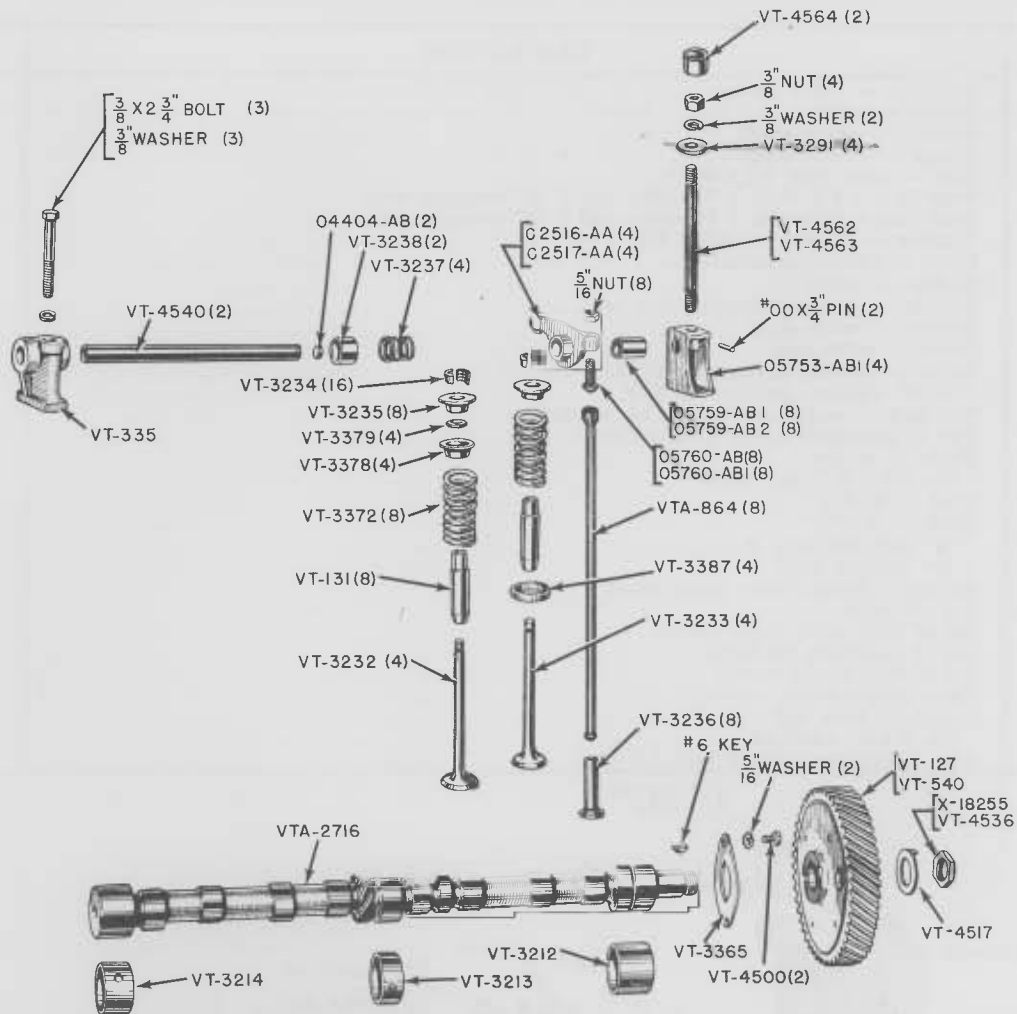 VT-4564 (2)
3/8" NUT (4)
3/8" WASHER (2)
VT-3291 (4)
3/8 X 2 3/4" BOLT (3)
3/8" WASHER (3)
04404-AB (2)
VT-3238 (2)
VT-3237 (4)
C2516-AA (4)
C2517-AA (4)
5/16" NUT (8)
VT-4562
VT-4563
#00 X 3/4" PIN (2)
VT-4540 (2)
05753-AB1 (4)
VT-3234 (16)
VT-3235 (8)
VT-335
VT-3379 (4)
VT-3378 (4)
05759-AB1 (8)
05759-AB2 (8)
05760-AB (8)
05760-AB1 (8)
VT-3372 (8)
VTA-864 (8)
VT-131 (8)
VT-3387 (4)
VT-3233 (4)
VT-3232 (4)
VT-3236 (8)
#6 KEY
5/16" WASHER (2)
VT-127
VT-540
X-18255
VT-4536
VTA-2716
VT-4517
VT-3212
VT-3365
VT-3214
VT-3213
VT-4500 (2)